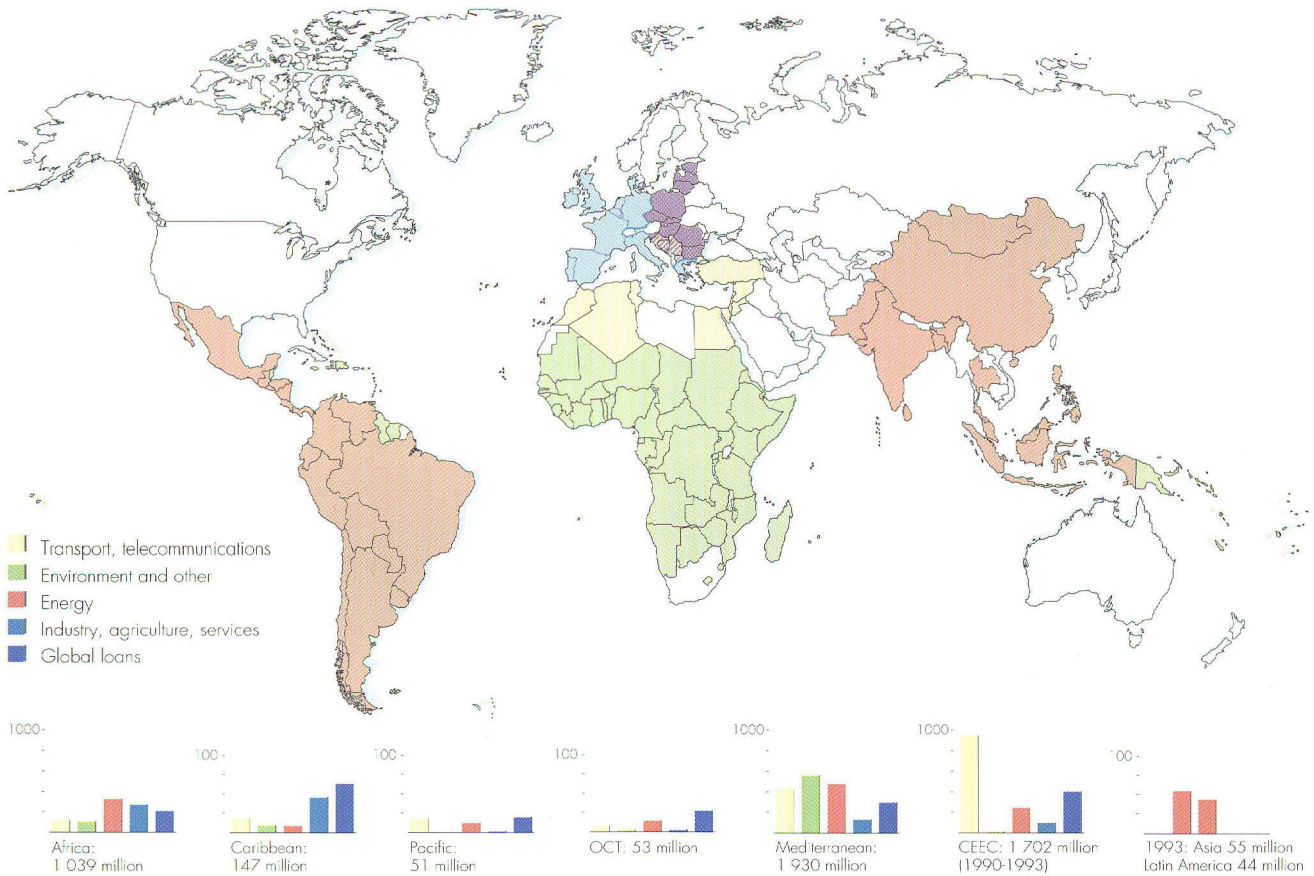 Transport, telecommunications
Environment and other
Energy
Industry, agriculture, services
Global loans
1000
100
100
100
1000
1000
100
Africa:
1 039 million
Caribbean:
147 million
Pacific:
51 million
OCT: 53 million
Mediterranean:
1 930 million
CEEC: 1 702 million
(1990-1993)
1993: Asia 55 million
Latin America 44 million